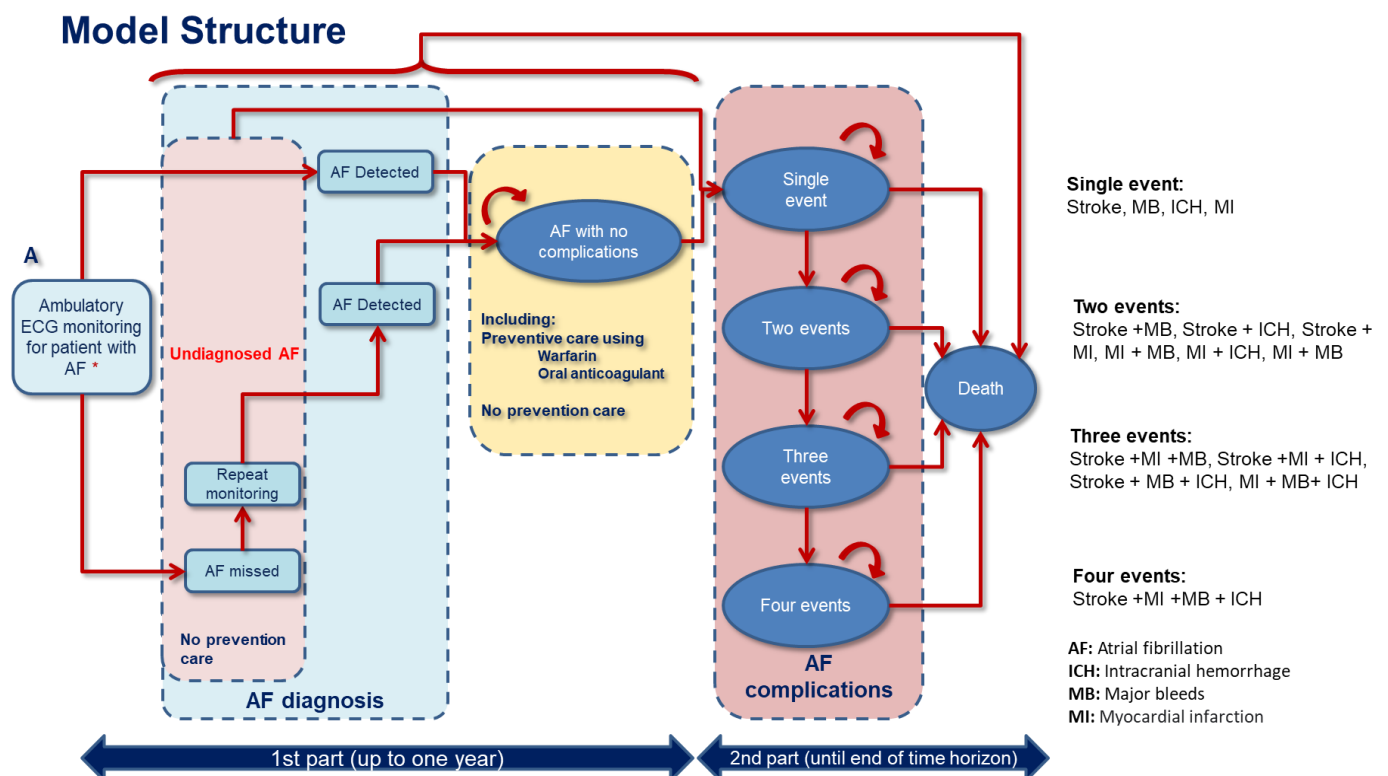 Model Structure
A
Ambulatory
ECG monitoring
for patient with
AF *
Undiagnosed AF
AF Detected
AF Detected
Repeat
monitoring
AF missed
No prevention
care
AF diagnosis
AF with no
complications
Including:
Preventive care using
Warfarin
Oral anticoagulant
No prevention care
Single
event
Two events
Three
events
Four events
AF
complications
Death
Single event:
Stroke, MB, ICH, MI
Two events:
Stroke +MB, Stroke + ICH, Stroke +
MI, MI + MB, MI + ICH, MI + MB
Three events:
Stroke +MI +MB, Stroke +MI + ICH,
Stroke + MB + ICH, MI + MB+ ICH
Four events:
Stroke +MI +MB + ICH
AF: Atrial fibrillation
ICH: Intracranial hemorrhage
MB: Major bleeds
MI: Myocardial infarction
1st part (up to one year)
2nd part (until end of time horizon)